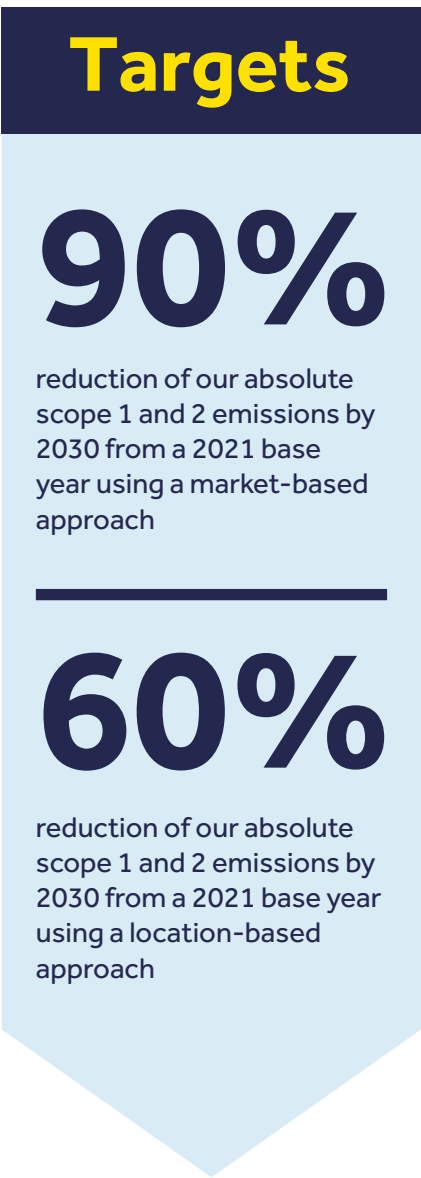 Targets
90%
reduction of our absolute
scope 1 and 2 emissions by
2030 from a 2021 base
year using a market-based
approach
60%
reduction of our absolute
scope 1 and 2 emissions by
2030 from a 2021 base year
using a location-based
approach